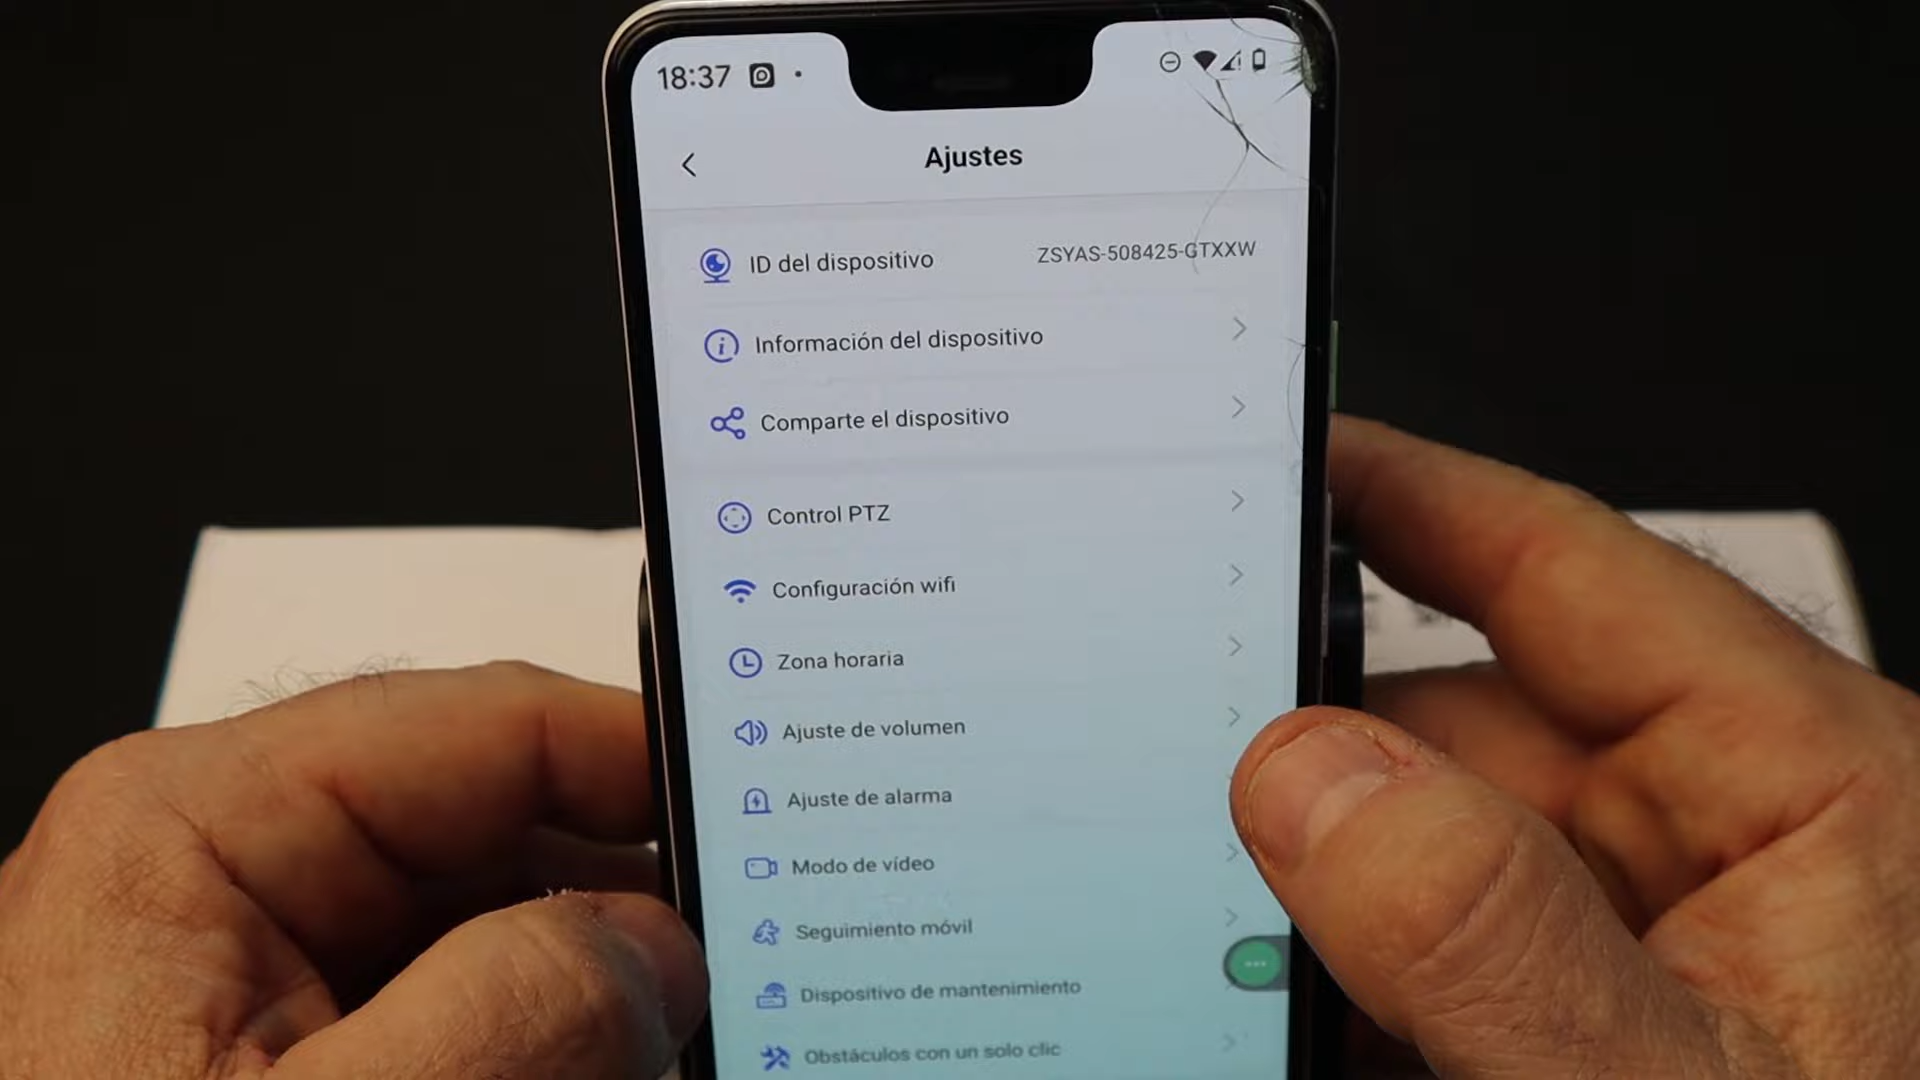 18:37
Ajustes
ID del dispositivo ZSYAS-508425-GTXXW
Información del dispositivo
Comparte el dispositivo
Control PTZ
Configuración wifi
Zona horaria
Ajuste de volumen
Ajuste de alarma
Modo de vídeo
Seguimiento móvil
Dispositivo de mantenimiento
Obstáculos con un solo clic